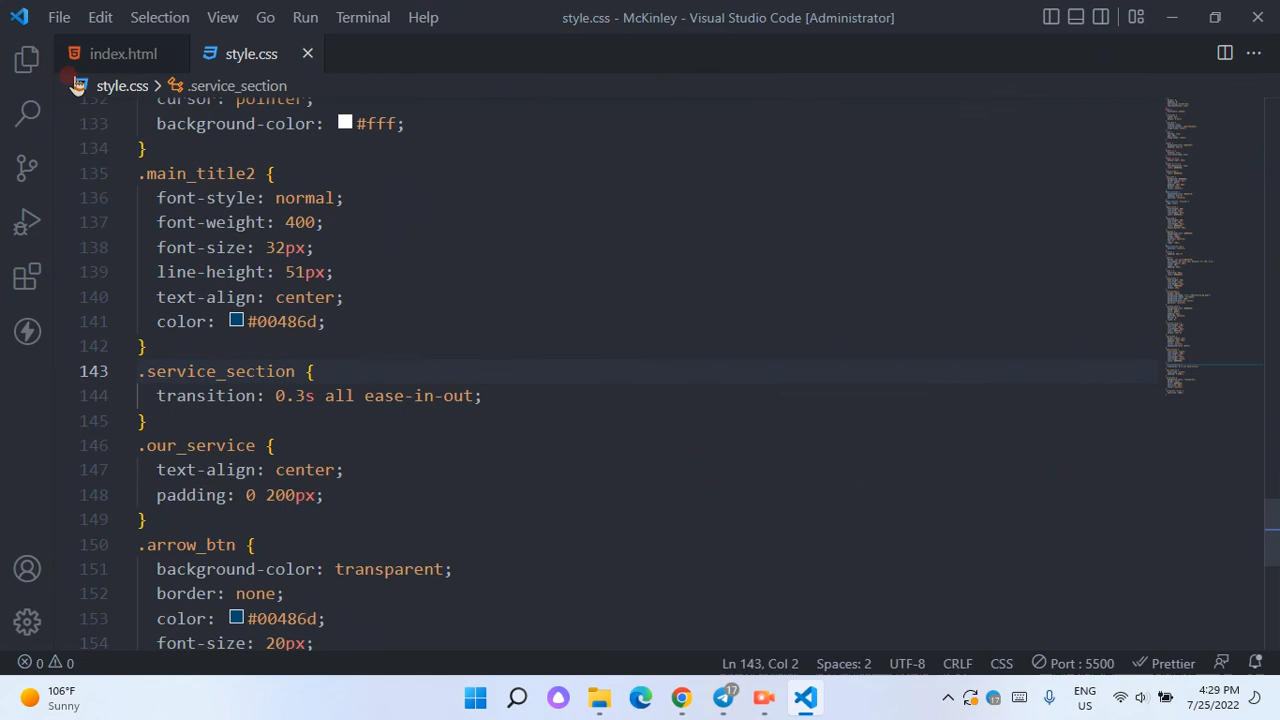 File Edit Selection View Go Run Terminal Help style.css - McKinley - Visual Studio Code [Administrator]
index.html style.css
style.css > .service_section
132 cursor: pointer;
133 background-color: #fff;
134 }
135 .main_title2 {
136 font-style: normal;
137 font-weight: 400;
138 font-size: 32px;
139 line-height: 51px;
140 text-align: center;
141 color: #00486d;
142 }
143 .service_section {
144 transition: 0.3s all ease-in-out;
145 }
146 .our_service {
147 text-align: center;
148 padding: 0 200px;
149 }
150 .arrow_btn {
151 background-color: transparent;
152 border: none;
153 color: #00486d;
154 font-size: 20px;
0 0 Ln 143, Col 2 Spaces: 2 UTF-8 CRLF CSS Port : 5500 Prettier
106°F
Sunny
17
17
ENG
US
4:29 PM
7/25/2022